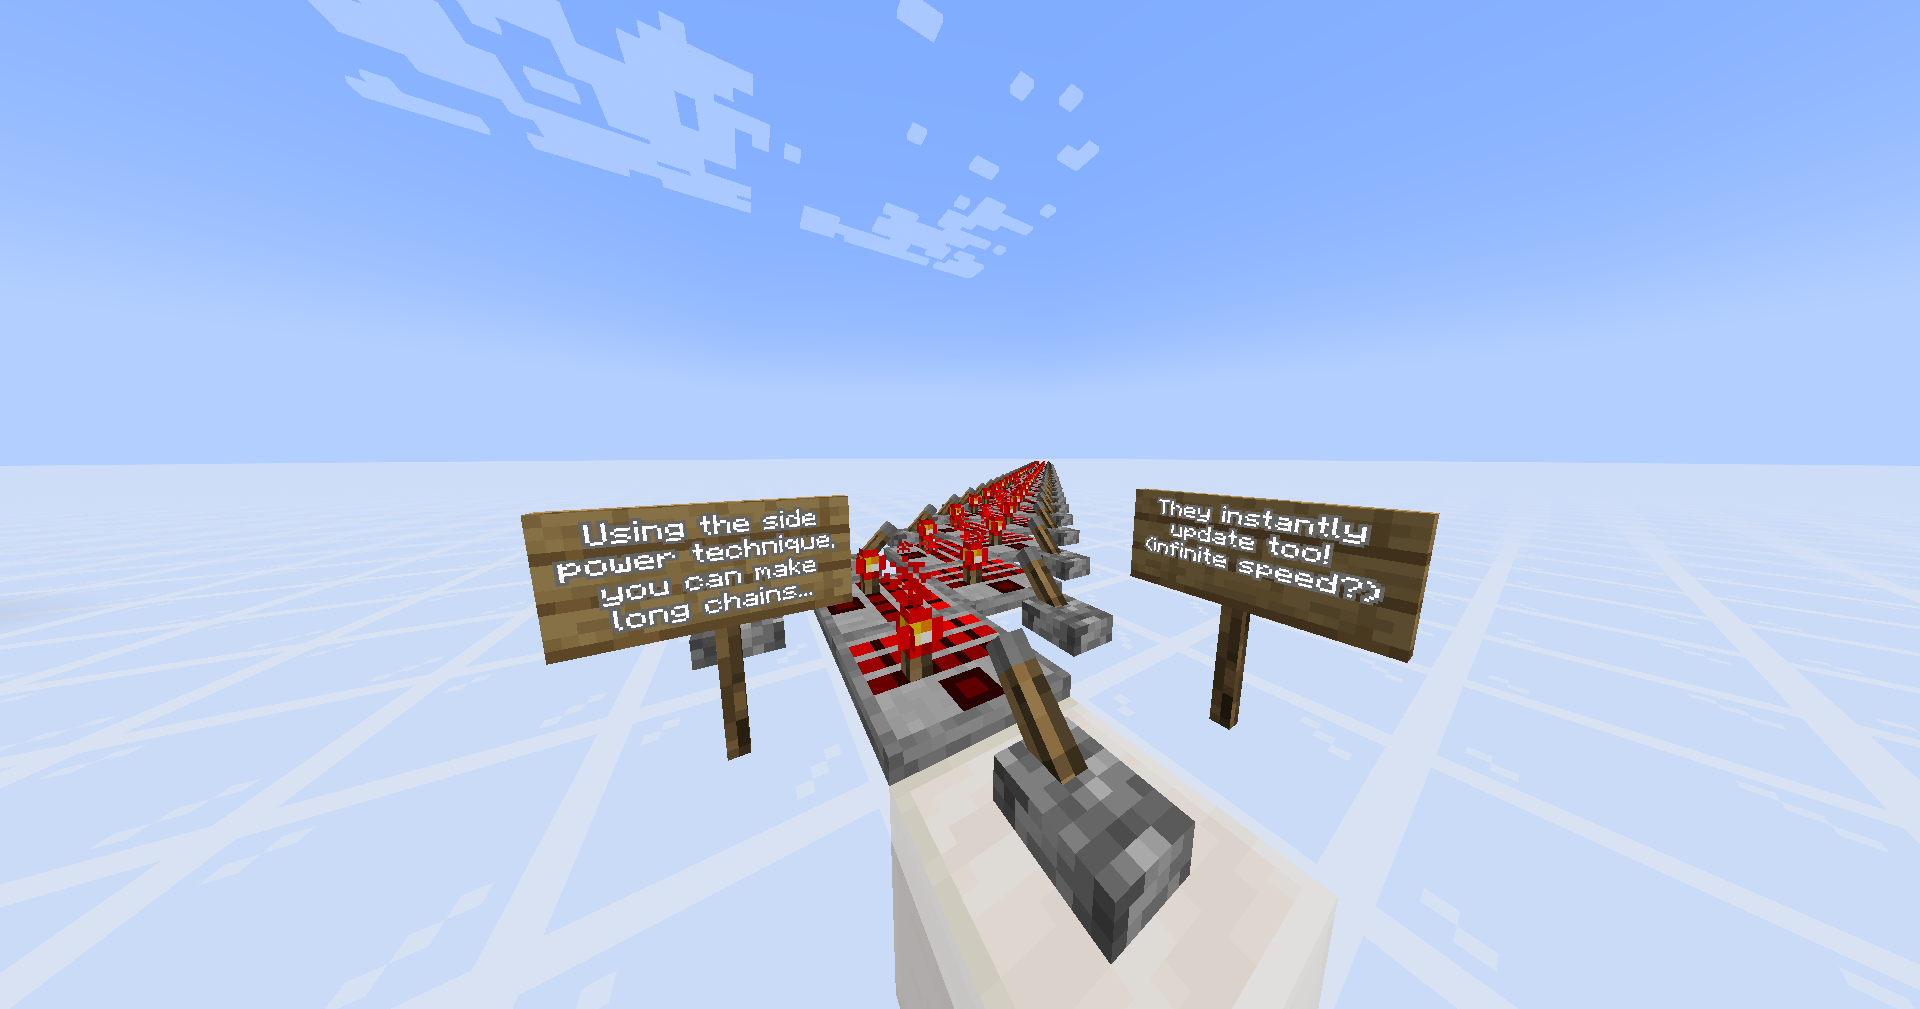 Using the side
power technique,
you can make
long chains...
They instantly
update too!
(infinite speed??)